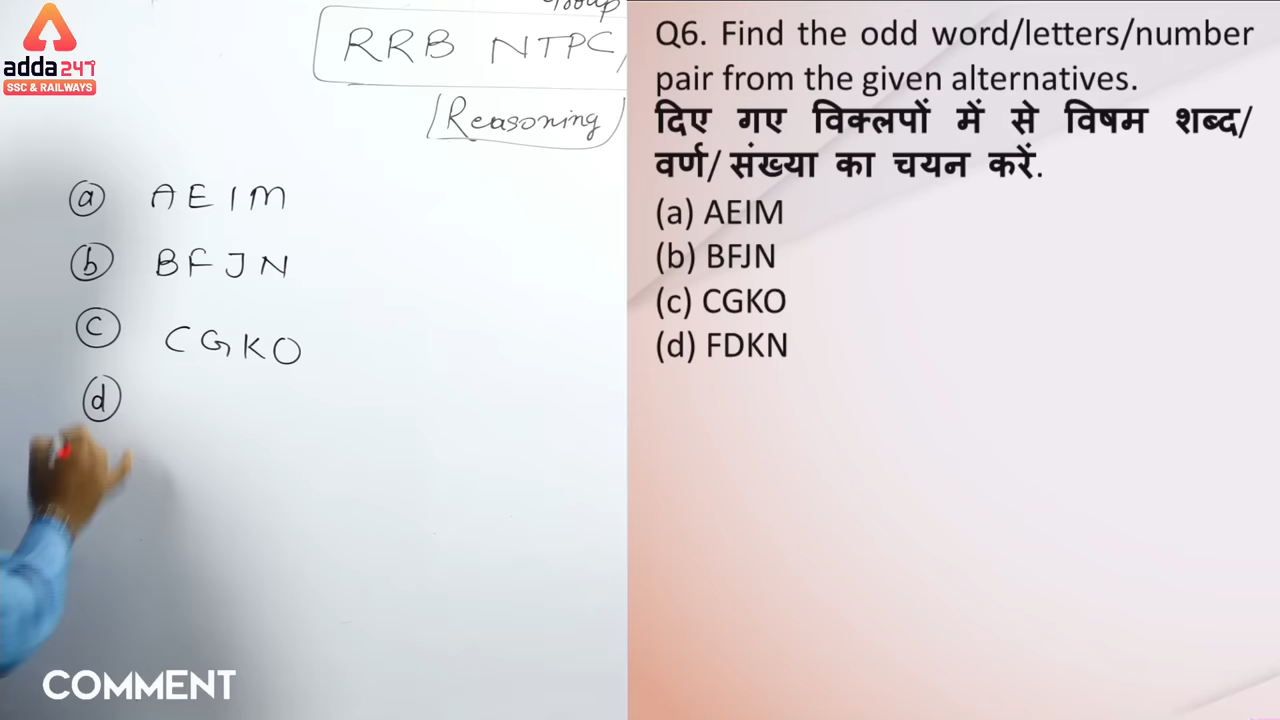 adda247
SSC & RAILWAYS
Group
RRB NTPC/
Reasoning
(a) AEIM
(b) BFJN
(c) CGKO
(d)
COMMENT
Q6. Find the odd word/letters/number
pair from the given alternatives.
दिए गए विकल्पों में से विषम शब्द/
वर्ण/ संख्या का चयन करें.
(a) AEIM
(b) BFJN
(c) CGKO
(d) FDKN